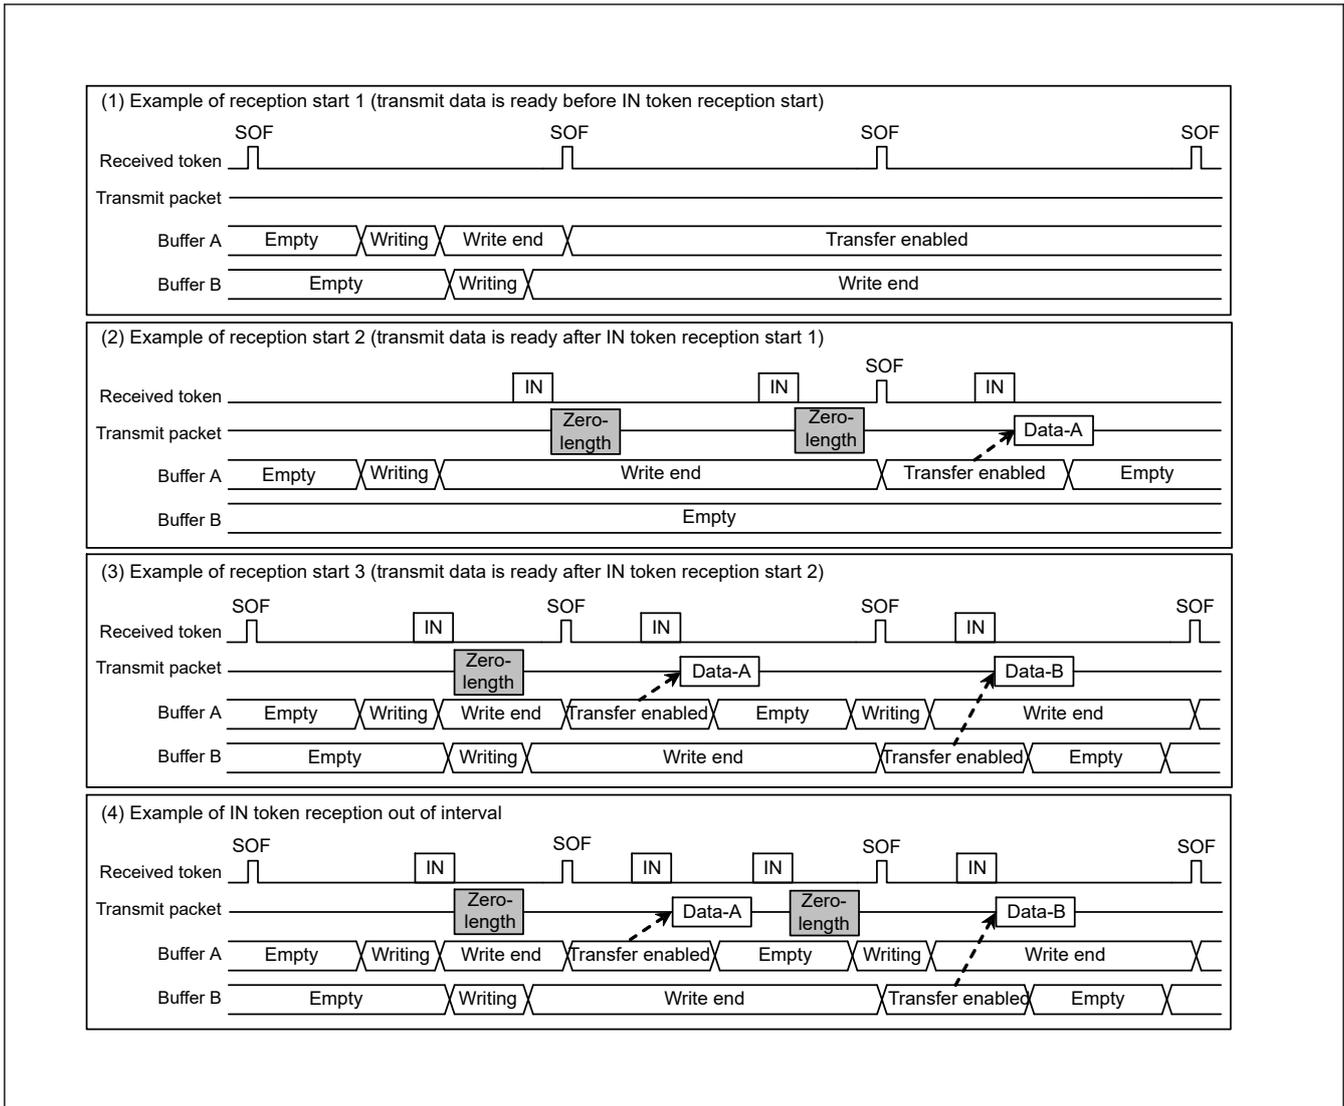 (1) Example of reception start 1 (transmit data is ready before IN token reception start)
SOF SOF SOF SOF
Received token
Transmit packet
Buffer A Empty Writing Write end Transfer enabled
Buffer B Empty Writing Write end
(2) Example of reception start 2 (transmit data is ready after IN token reception start 1)
SOF
Received token IN IN IN
Transmit packet Zero-length Zero-length Data-A
Buffer A Empty Writing Write end Transfer enabled Empty
Buffer B Empty
(3) Example of reception start 3 (transmit data is ready after IN token reception start 2)
SOF SOF SOF SOF
Received token IN IN IN
Transmit packet Zero-length Data-A Data-B
Buffer A Empty Writing Write end Transfer enabled Empty Writing Write end
Buffer B Empty Writing Write end Transfer enabled Empty
(4) Example of IN token reception out of interval
SOF SOF SOF SOF
Received token IN IN IN IN
Transmit packet Zero-length Data-A Zero-length Data-B
Buffer A Empty Writing Write end Transfer enabled Empty Writing Write end
Buffer B Empty Writing Write end Transfer enabled Empty